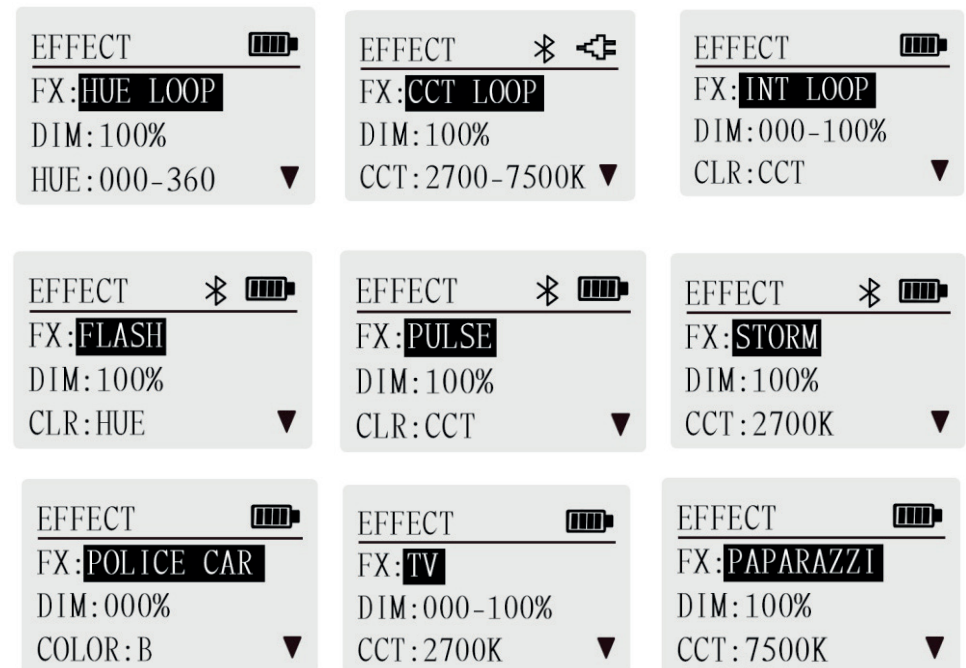 EFFECT
FX:HUE LOOP
DIM:100%
HUE:000-360
EFFECT
FX:CCT LOOP
DIM:100%
CCT:2700-7500K
EFFECT
FX:INT LOOP
DIM:000-100%
CLR:CCT
EFFECT
FX:FLASH
DIM:100%
CLR:HUE
EFFECT
FX:PULSE
DIM:100%
CLR:CCT
EFFECT
FX:STORM
DIM:100%
CCT:2700K
EFFECT
FX:POLICE CAR
DIM:000%
COLOR:B
EFFECT
FX:TV
DIM:000-100%
CCT:2700K
EFFECT
FX:PAPARAZZI
DIM:100%
CCT:7500K